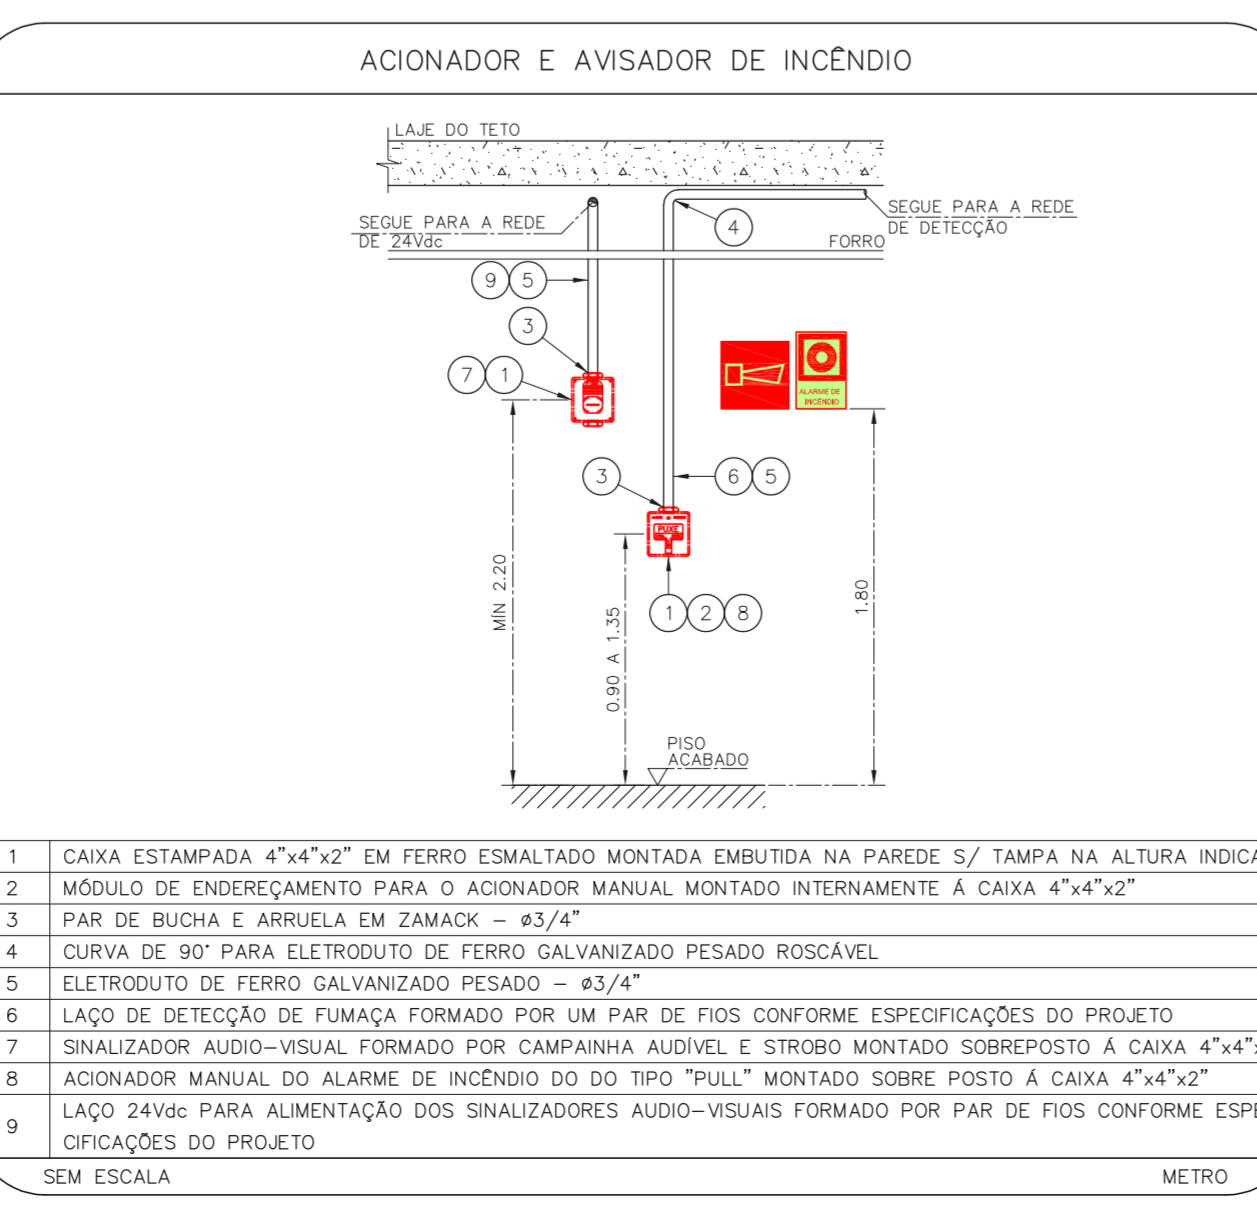 ACIONADOR E AVISADOR DE INCÊNDIO
LAJE DO TETO
SEGUE PARA A REDE
DE 24Vdc
SEGUE PARA A REDE
DE DETECÇÃO
4
FORRO
9 5
3
7 1
ALARME DE
INCÊNDIO
3
6 5
PUXE
MÍN 2.20
0.90 A 1.35
1.80
1 2 8
PISO
ACABADO
1 CAIXA ESTAMPADA 4"x4"x2" EM FERRO ESMALTADO MONTADA EMBUTIDA NA PAREDE S/ TAMPA NA ALTURA INDICA
2 MÓDULO DE ENDEREÇAMENTO PARA O ACIONADOR MANUAL MONTADO INTERNAMENTE Á CAIXA 4"x4"x2"
3 PAR DE BUCHA E ARRUELA EM ZAMACK – ø3/4"
4 CURVA DE 90° PARA ELETRODUTO DE FERRO GALVANIZADO PESADO ROSCÁVEL
5 ELETRODUTO DE FERRO GALVANIZADO PESADO – ø3/4"
6 LAÇO DE DETECÇÃO DE FUMAÇA FORMADO POR UM PAR DE FIOS CONFORME ESPECIFICAÇÕES DO PROJETO
7 SINALIZADOR AUDIO–VISUAL FORMADO POR CAMPAINHA AUDÍVEL E STROBO MONTADO SOBREPOSTO Á CAIXA 4"x4"x
8 ACIONADOR MANUAL DO ALARME DE INCÊNDIO DO DO TIPO "PULL" MONTADO SOBRE POSTO Á CAIXA 4"x4"x2"
9 LAÇO 24Vdc PARA ALIMENTAÇÃO DOS SINALIZADORES AUDIO–VISUAIS FORMADO POR PAR DE FIOS CONFORME ESPE
CIFICAÇÕES DO PROJETO
SEM ESCALA
METRO